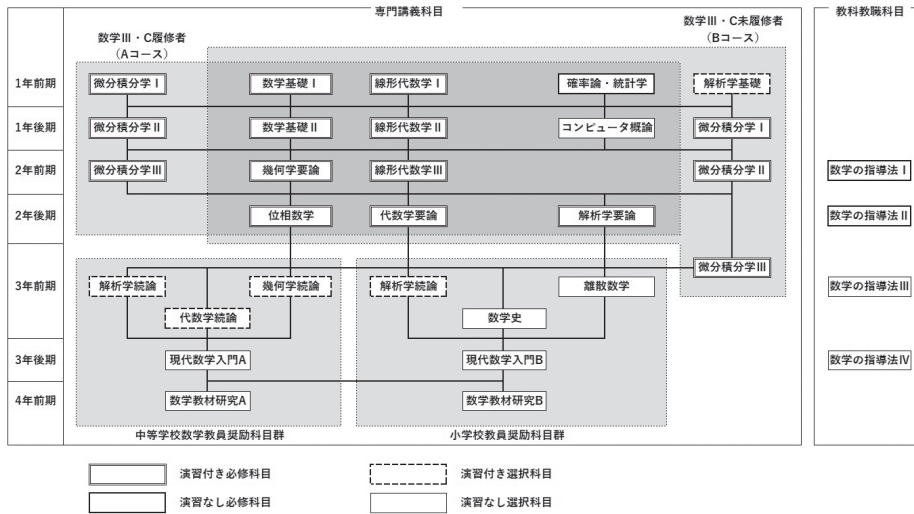 専門講義科目
教科教職科目
数学Ⅲ・C履修者
（Aコース）
数学Ⅲ・C未履修者
（Bコース）
1年前期
微分積分学Ⅰ
数学基礎Ⅰ
線形代数学Ⅰ
確率論・統計学
解析学基礎
1年後期
微分積分学Ⅱ
数学基礎Ⅱ
線形代数学Ⅱ
コンピュータ概論
微分積分学Ⅰ
2年前期
微分積分学Ⅲ
幾何学要論
線形代数学Ⅲ
微分積分学Ⅱ
数学の指導法Ⅰ
2年後期
位相数学
代数学要論
解析学要論
数学の指導法Ⅱ
微分積分学Ⅲ
3年前期
解析学続論
幾何学続論
解析学続論
離散数学
数学の指導法Ⅲ
代数学続論
数学史
3年後期
現代数学入門A
現代数学入門B
数学の指導法Ⅳ
4年前期
数学教材研究A
数学教材研究B
中等学校数学教員奨励科目群
小学校教員奨励科目群
演習付き必修科目
演習付き選択科目
演習なし必修科目
演習なし選択科目